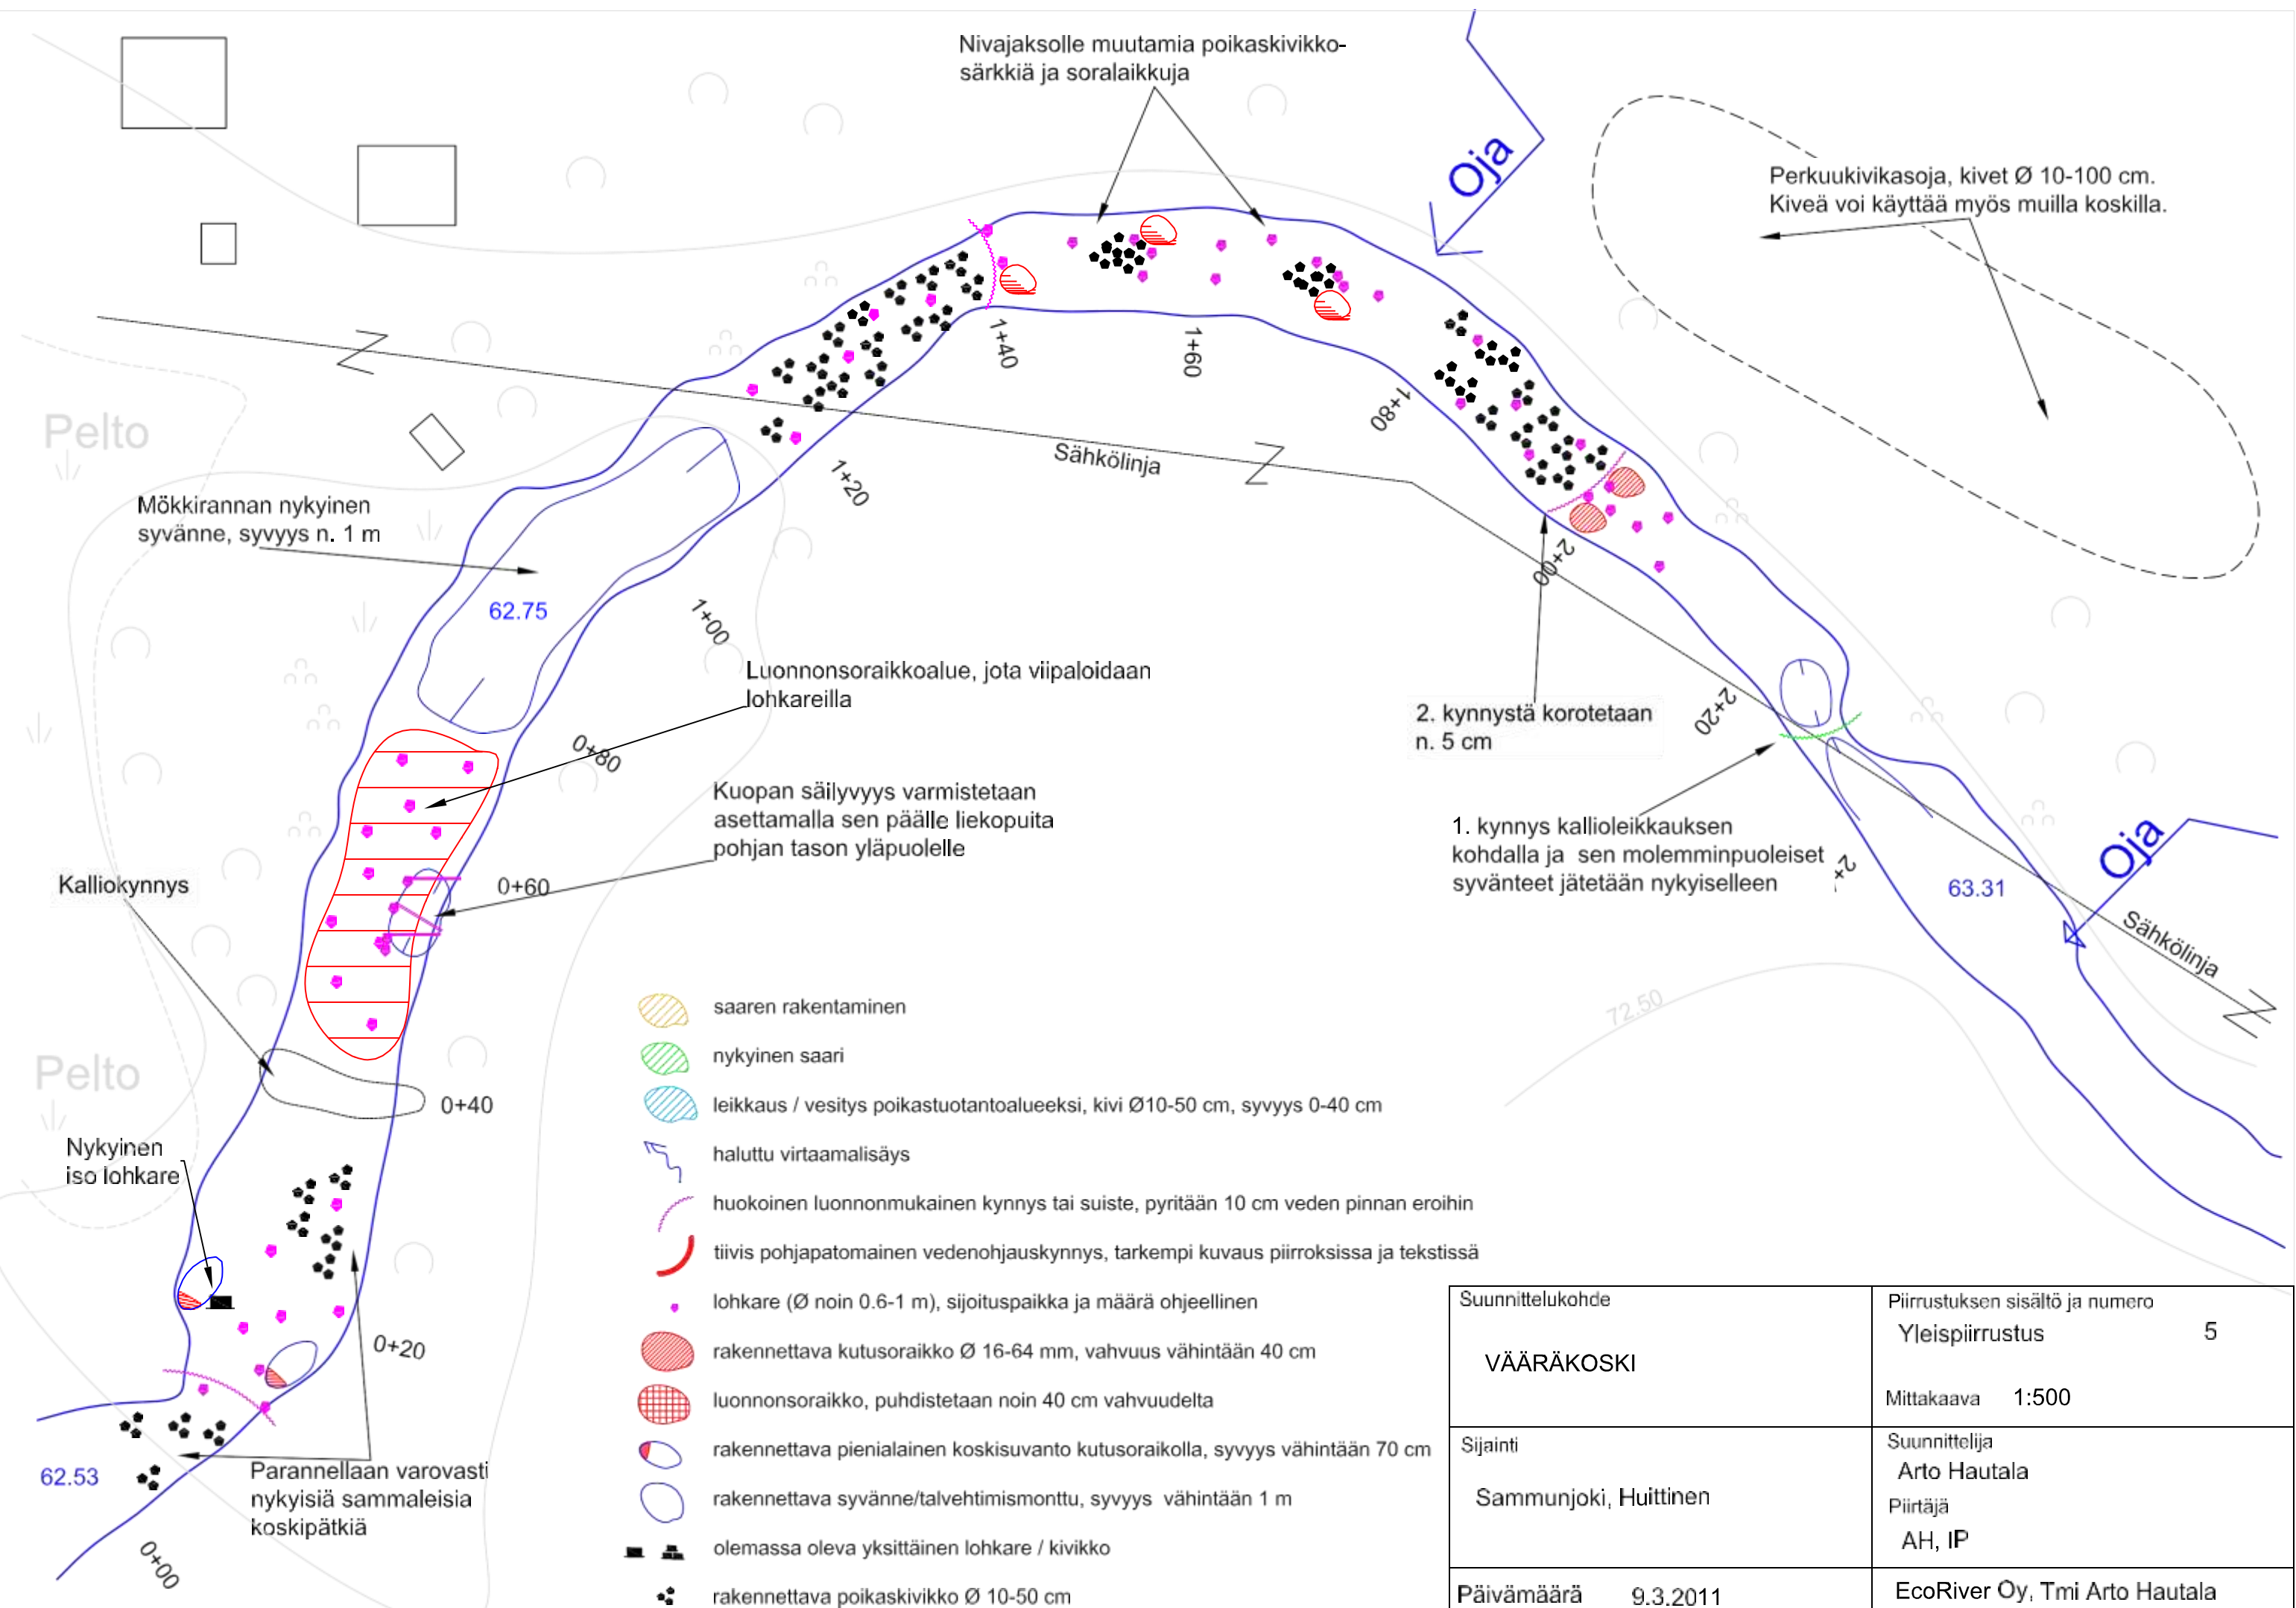 Nivajaksolle muutamia poikaskivikko-
särkkiä ja soralaikkuja
Oja
Perkuukivikasoja, kivet Ø 10-100 cm.
Kiveä voi käyttää myös muilla koskilla.
1+40
1+60
1+80
Pelto
Sähkölinja
1+20
Mökkirannan nykyinen
syvänne, syvyys n. 1 m
2+00
62.75
1+00
Luonnonsoraikkoalue, jota viipaloidaan
lohkareilla
2. kynnystä korotetaan
n. 5 cm
2+20
0+80
Kuopan säilyvyys varmistetaan
asettamalla sen päälle liekopuita
pohjan tason yläpuolelle
1. kynnys kallioleikkauksen
kohdalla ja sen molemminpuoleiset
syvänteet jätetään nykyiselleen
2+
Oja
63.31
Kalliokynnys
0+60
Sähkölinja
72.50
Pelto
0+40
Nykyinen
iso lohkare
0+20
62.53
Parannellaan varovasti
nykyisiä sammaleisia
koskipätkiä
0+00
saaren rakentaminen
nykyinen saari
leikkaus / vesitys poikastuotantoalueeksi, kivi Ø10-50 cm, syvyys 0-40 cm
haluttu virtaamalisäys
huokoinen luonnonmukainen kynnys tai suiste, pyritään 10 cm veden pinnan eroihin
tiivis pohjapatomainen vedenohjauskynnys, tarkempi kuvaus piirroksissa ja tekstissä
lohkare (Ø noin 0.6-1 m), sijoituspaikka ja määrä ohjeellinen
rakennettava kutusoraikko Ø 16-64 mm, vahvuus vähintään 40 cm
luonnonsoraikko, puhdistetaan noin 40 cm vahvuudelta
rakennettava pienialainen koskisuvanto kutusoraikolla, syvyys vähintään 70 cm
rakennettava syvänne/talvehtimismonttu, syvyys vähintään 1 m
olemassa oleva yksittäinen lohkare / kivikko
rakennettava poikaskivikko Ø 10-50 cm
Suunnittelukohde
VÄÄRÄKOSKI
Piirrustuksen sisältö ja numero
Yleispiirrustus 5
Mittakaava 1:500
Sijainti
Sammunjoki, Huittinen
Suunnittelija
Arto Hautala
Piirtäjä
AH, IP
Päivämäärä 9.3.2011
EcoRiver Oy, Tmi Arto Hautala